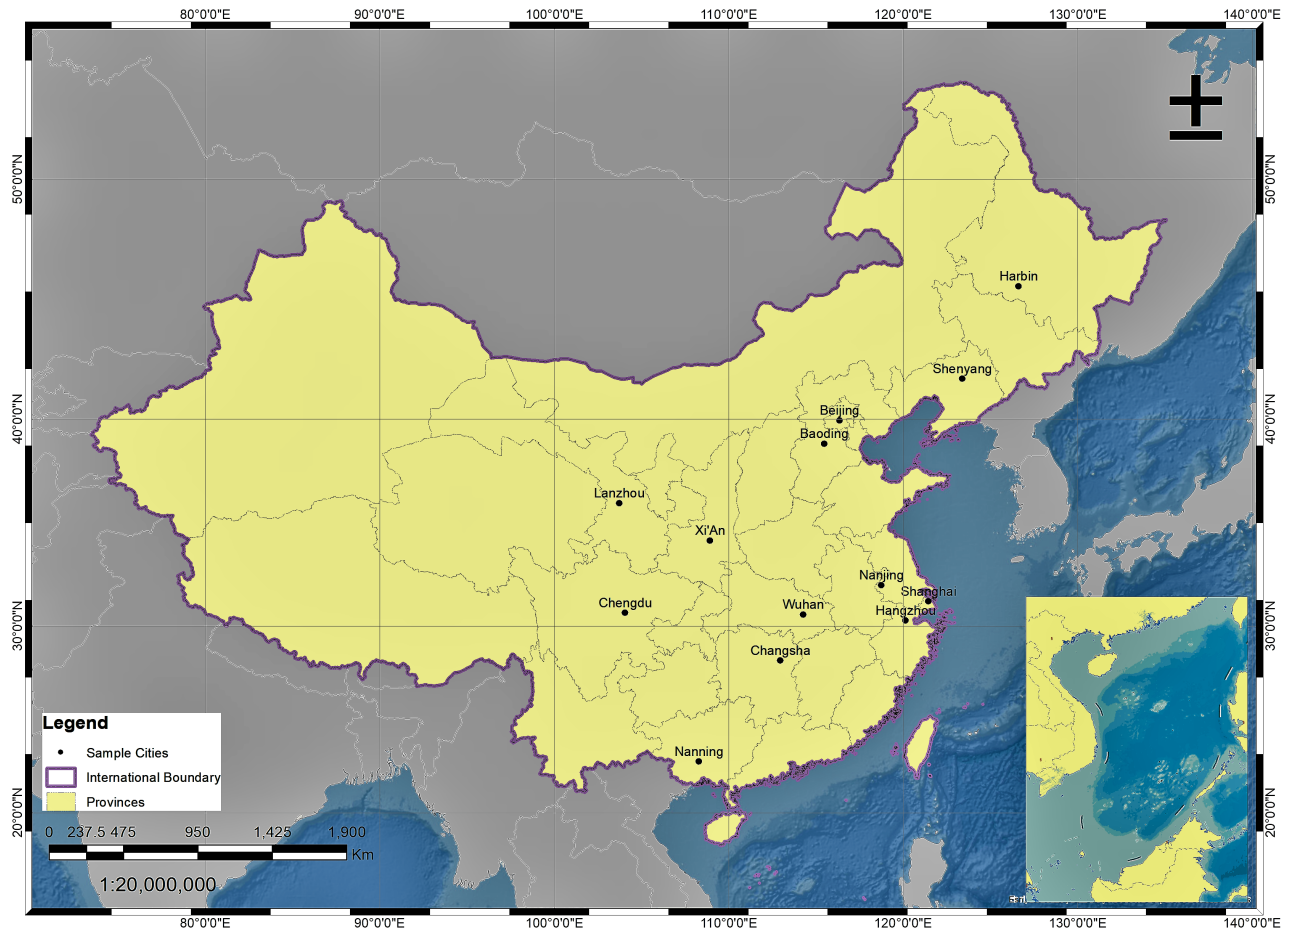 80°0'0"E 90°0'0"E 100°0'0"E 110°0'0"E 120°0'0"E 130°0'0"E 140°0'0"E
50°0'0"N 50°0'0"N
Harbin
Shenyang
40°0'0"N 40°0'0"N
Beijing
Baoding
Lanzhou
Xi'An
Nanjing
Shanghai
Chengdu
Wuhan
Hangzhou
30°0'0"N 30°0'0"N
Changsha
Nanning
Legend
Sample Cities
International Boundary
Provinces
20°0'0"N 20°0'0"N
0 237.5 475 950 1,425 1,900
Km
1:20,000,000
80°0'0"E 90°0'0"E 100°0'0"E 110°0'0"E 120°0'0"E 130°0'0"E 140°0'0"E